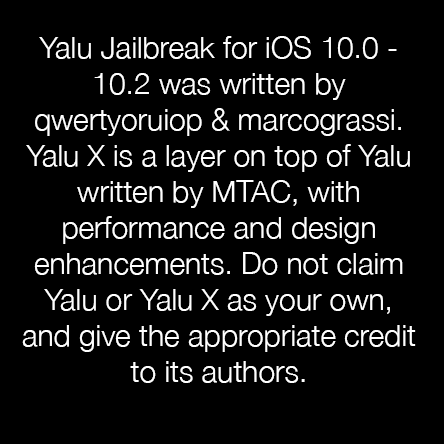 Yalu Jailbreak for iOS 10.0 -
10.2 was written by
qwertyoruiop & marcograssi.
Yalu X is a layer on top of Yalu
written by MTAC, with
performance and design
enhancements. Do not claim
Yalu or Yalu X as your own,
and give the appropriate credit
to its authors.